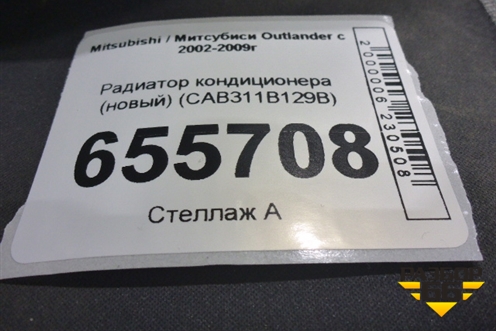 Mitsubishi / Митсубиси Outlander с
2002-2009г
Радиатор кондиционера
(новый) (CAB311B129B)
655708
Стеллаж А
2000006230508